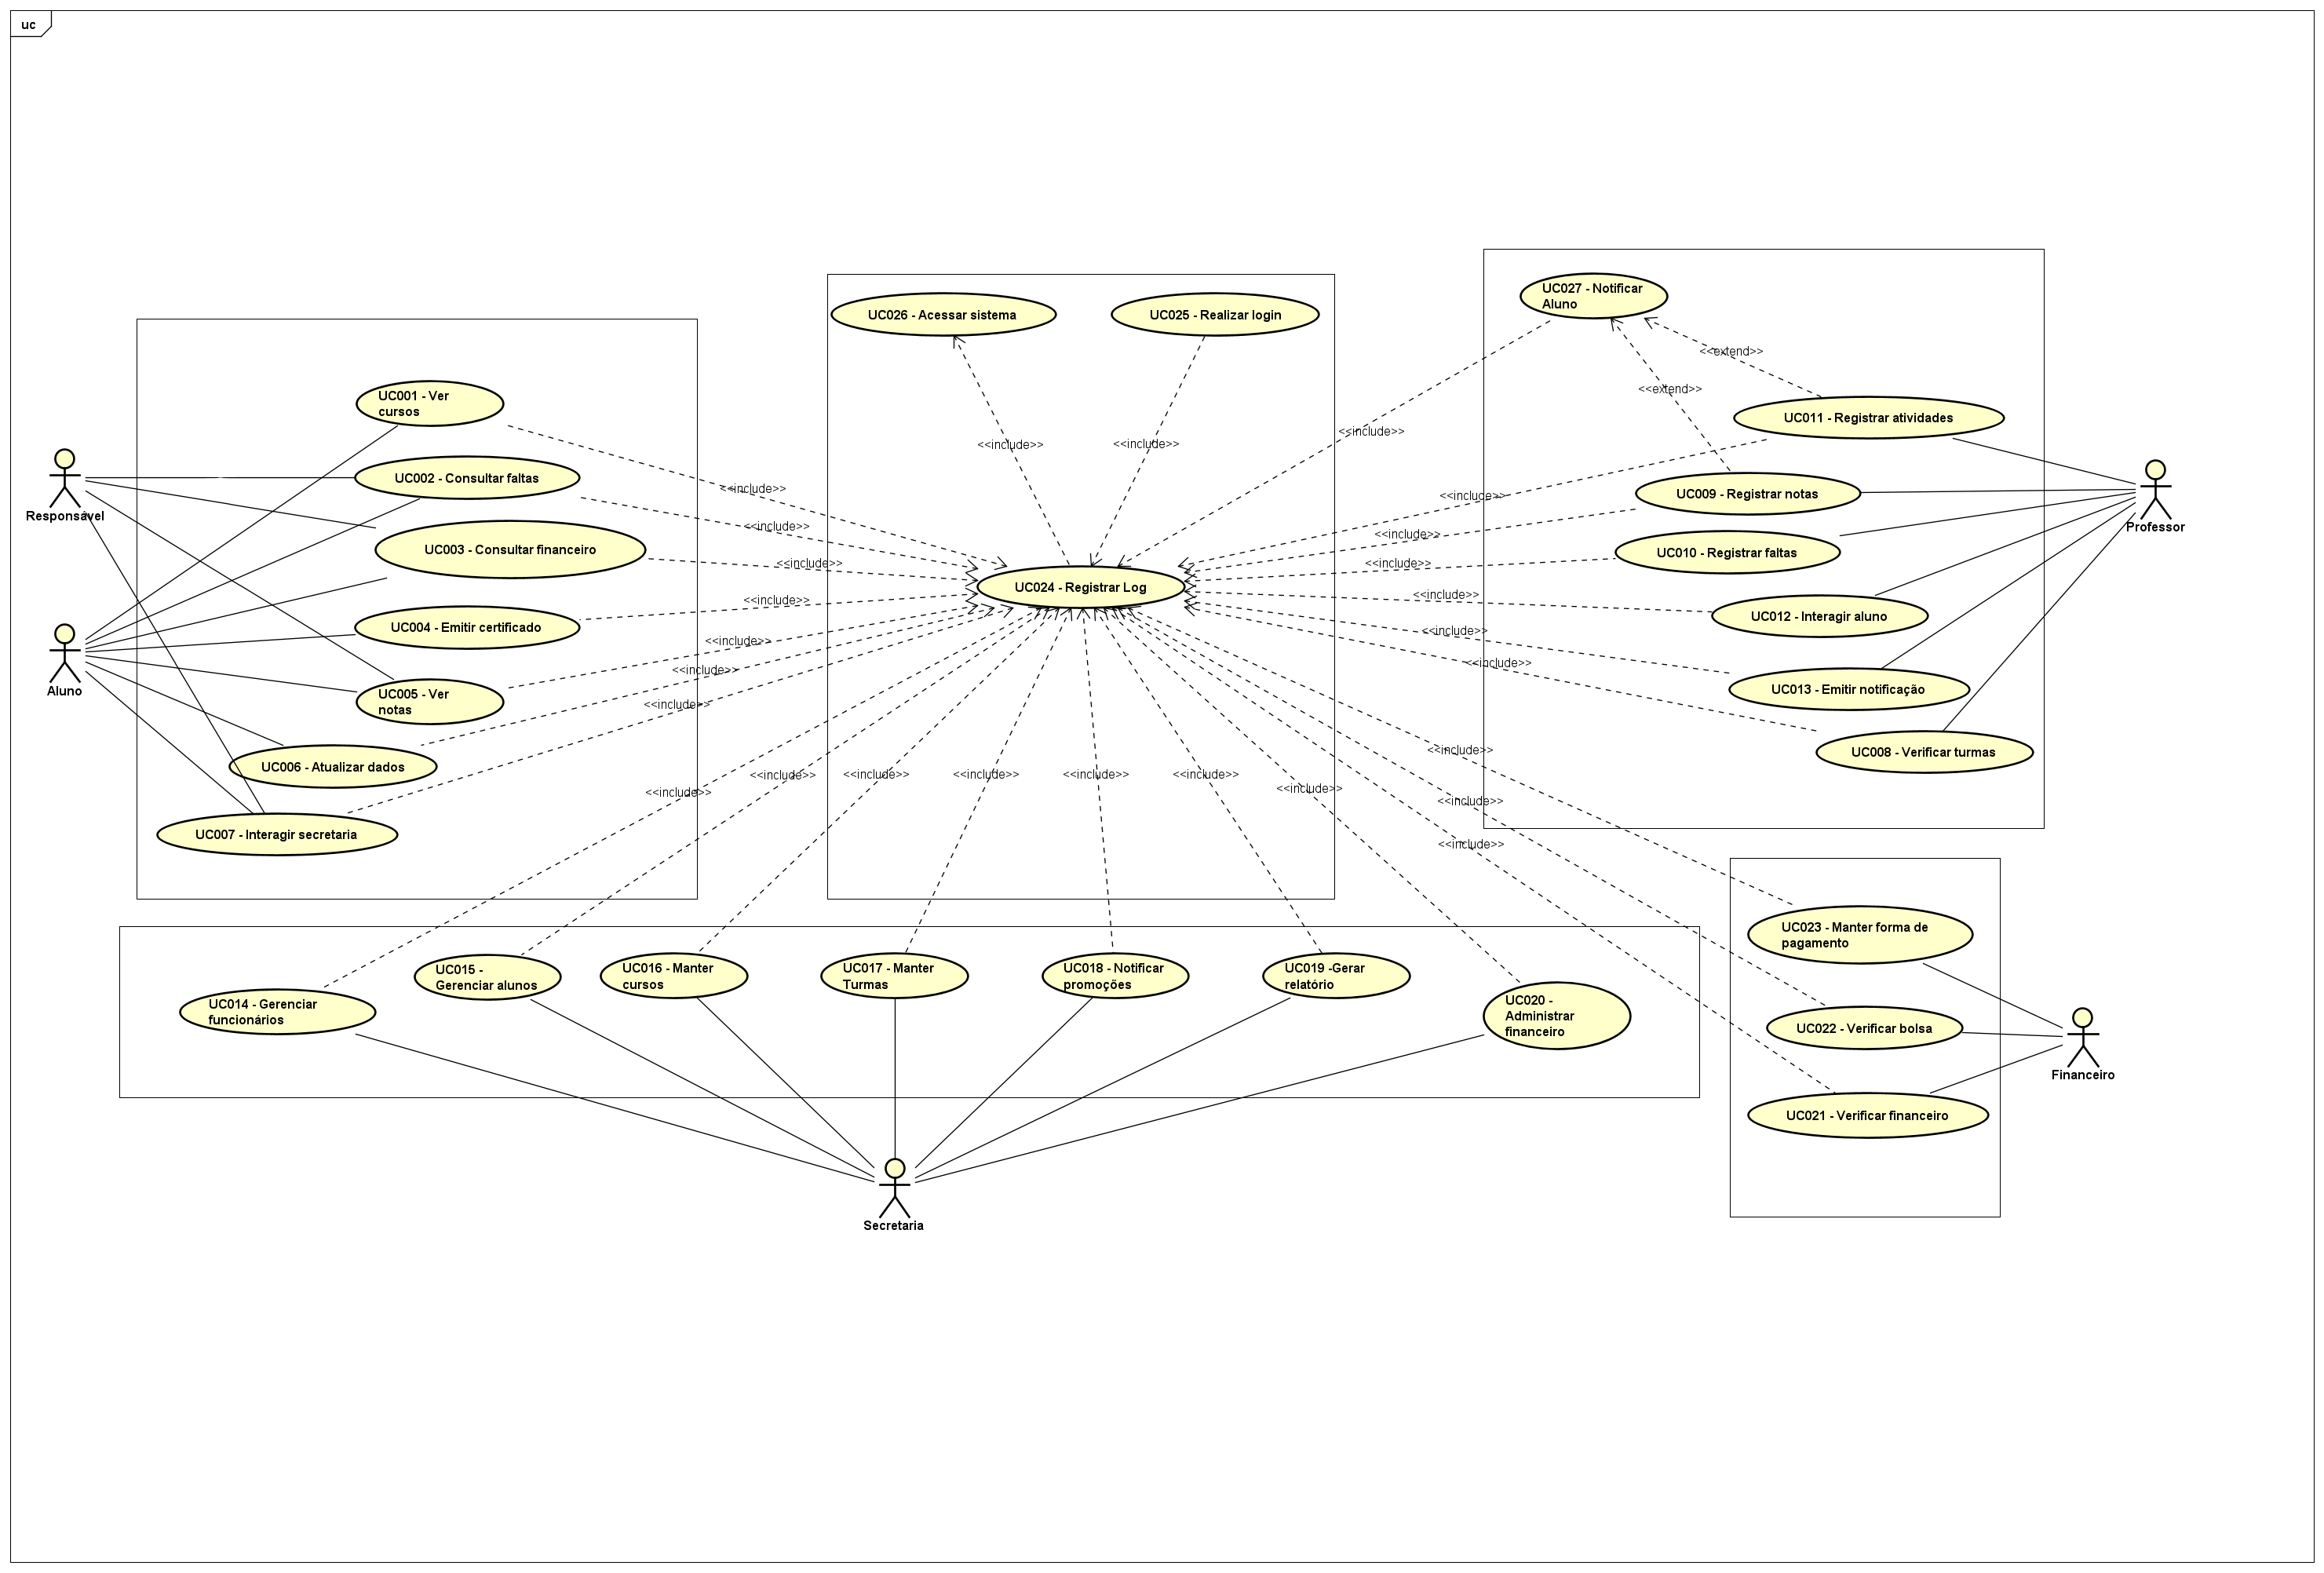 uc
UC026 - Acessar sistema
UC025 - Realizar login
UC027 - Notificar
Aluno
<<extend>>
<<extend>>
UC001 - Ver
cursos
UC011 - Registrar atividades
<<include>>
<<include>>
<<include>>
UC002 - Consultar faltas
<<include>>
<<include>>
UC009 - Registrar notas
Responsável
Professor
<<include>>
<<include>>
UC003 - Consultar financeiro
<<include>>
<<include>>
UC010 - Registrar faltas
UC024 - Registrar Log
<<include>>
<<include>>
UC012 - Interagir aluno
UC004 - Emitir certificado
<<include>>
<<include>>
<<include>>
<<include>>
Aluno
UC005 - Ver
notas
UC013 - Emitir notificação
<<include>>
UC006 - Atualizar dados
UC008 - Verificar turmas
<<include>>
<<include>>
<<include>>
<<include>>
<<include>>
<<include>>
<<include>>
<<include>>
<<include>>
<<include>>
UC007 - Interagir secretaria
<<include>>
UC023 - Manter forma de
pagamento
UC015 -
Gerenciar alunos
UC016 - Manter
cursos
UC017 - Manter
Turmas
UC018 - Notificar
promoções
UC019 -Gerar
relatório
UC014 - Gerenciar
funcionários
UC020 -
Administrar
financeiro
UC022 - Verificar bolsa
Financeiro
UC021 - Verificar financeiro
Secretaria